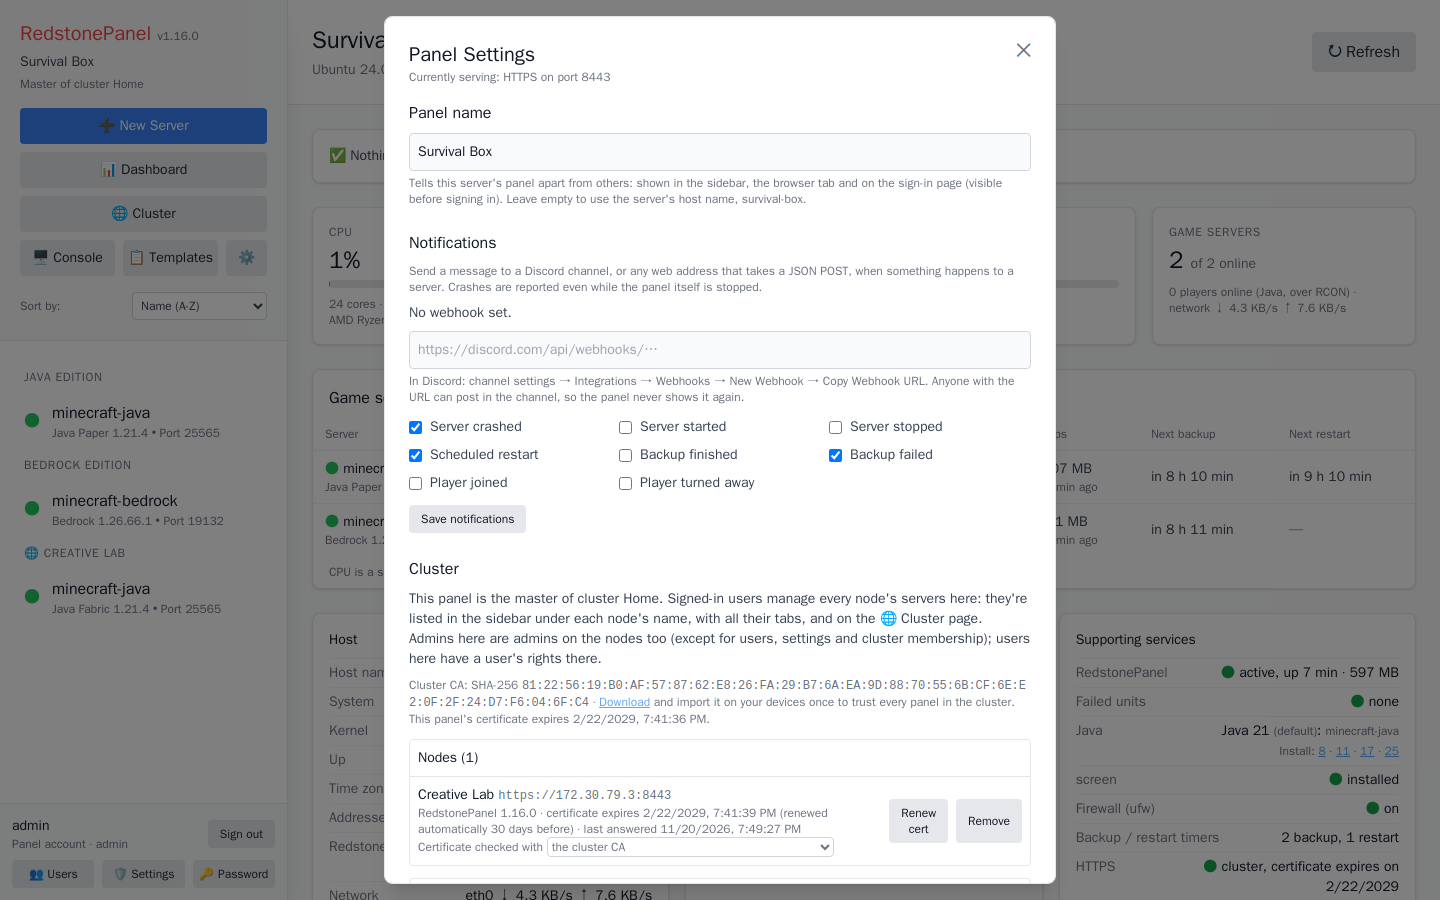 RedstonePanel v1.16.0
Survival Box
Master of cluster Home
➕ New Server
📊 Dashboard
🌐 Cluster
🖥️ Console
📋 Templates
⚙️
Sort by:
Name (A-Z)
JAVA EDITION
minecraft-java
Java Paper 1.21.4 • Port 25565
BEDROCK EDITION
minecraft-bedrock
Bedrock 1.26.66.1 • Port 19132
🌐 CREATIVE LAB
minecraft-java
Java Fabric 1.21.4 • Port 25565
admin
Panel account · admin
Sign out
👥 Users
🛡️ Settings
🔑 Password
Ubuntu 24.
↻ Refresh
CPU
1%
24 cores ·
GAME SERVERS
2 of 2 online
0 players online (Java, over RCON) ·
network ↓ 4.3 KB/s ↑ 7.6 KB/s
Server
Next backup
Next restart
Java Paper
min ago
in 8 h 10 min
in 9 h 10 min
min ago
in 8 h 11 min
—
CPU is a s
Host
Host nam
System
Kernel
Up
Time zon
Addresse
Redstone
Network
eth0 ↓ 4.3 KB/s ↑ 7.6 KB/s
Supporting services
RedstonePanel
active, up 7 min · 597 MB
Failed units
none
Java
Java 21 (default): minecraft-java
Install: 8 · 11 · 17 · 25
screen
installed
Firewall (ufw)
on
Backup / restart timers
2 backup, 1 restart
HTTPS
cluster, certificate expires on
2/22/2029
Panel Settings
Currently serving: HTTPS on port 8443
Panel name
Survival Box
Tells this server's panel apart from others: shown in the sidebar, the browser tab and on the sign-in page (visible
before signing in). Leave empty to use the server's host name, survival-box.
Notifications
Send a message to a Discord channel, or any web address that takes a JSON POST, when something happens to a
server. Crashes are reported even while the panel itself is stopped.
No webhook set.
https://discord.com/api/webhooks/…
In Discord: channel settings → Integrations → Webhooks → New Webhook → Copy Webhook URL. Anyone with the
URL can post in the channel, so the panel never shows it again.
Server crashed
Server started
Server stopped
Scheduled restart
Backup finished
Backup failed
Player joined
Player turned away
Save notifications
Cluster
This panel is the master of cluster Home. Signed-in users manage every node's servers here: they're
listed in the sidebar under each node's name, with all their tabs, and on the 🌐 Cluster page.
Admins here are admins on the nodes too (except for users, settings and cluster membership); users
here have a user's rights there.
Cluster CA: SHA-256 81:22:56:19:B0:AF:57:87:62:E8:26:FA:29:B7:6A:EA:9D:88:70:55:6B:CF:6E:E
2:0F:2F:24:D7:F6:04:6F:C4 · Download and import it on your devices once to trust every panel in the cluster.
This panel's certificate expires 2/22/2029, 7:41:36 PM.
Nodes (1)
Creative Lab https://172.30.79.3:8443
RedstonePanel 1.16.0 · certificate expires 2/22/2029, 7:41:39 PM (renewed
automatically 30 days before) · last answered 11/20/2026, 7:49:27 PM
Certificate checked with the cluster CA
Renew
cert
Remove